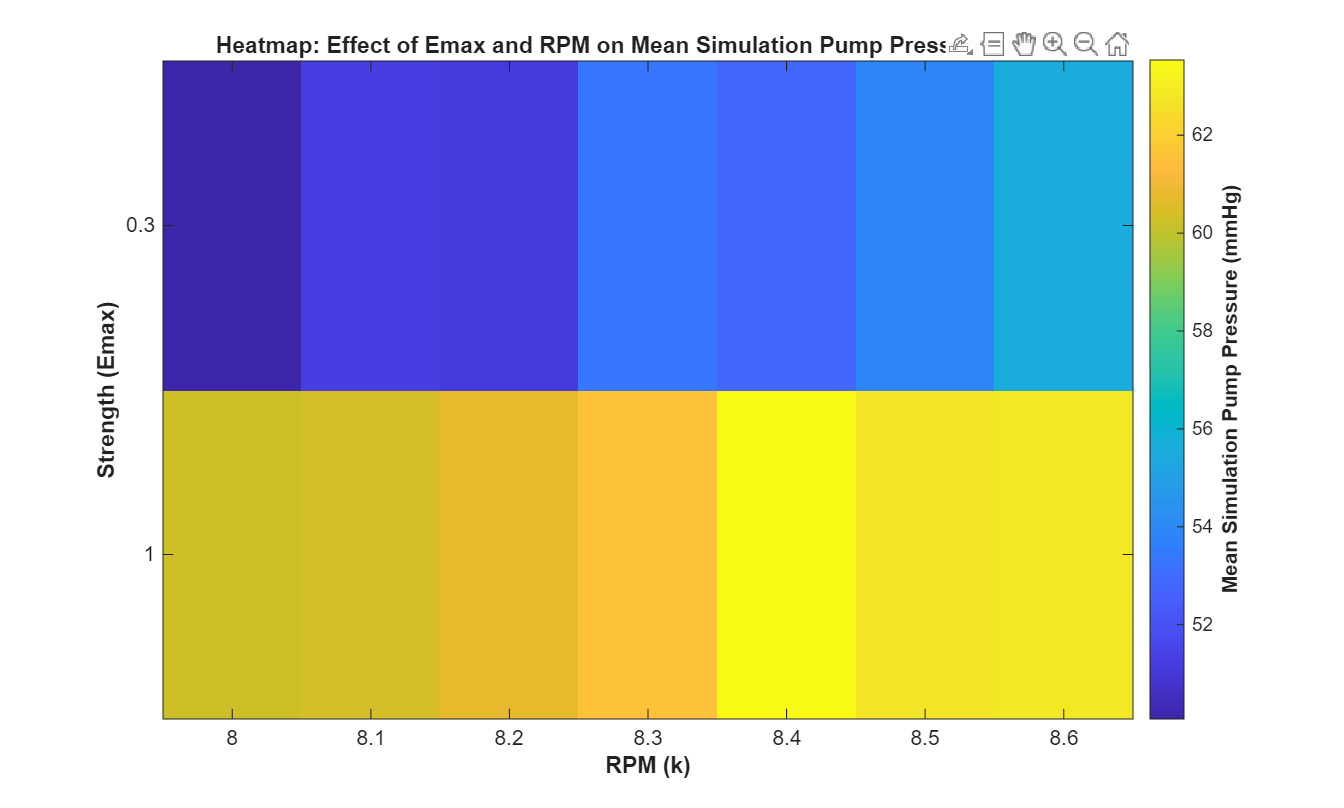 Heatmap: Effect of Emax and RPM on Mean Simulation Pump
Strength (Emax)
0.3
1
8 8.1 8.2 8.3 8.4 8.5 8.6
RPM (k)
62
60
58
56
54
52
Mean Simulation Pump Pressure (mmHg)